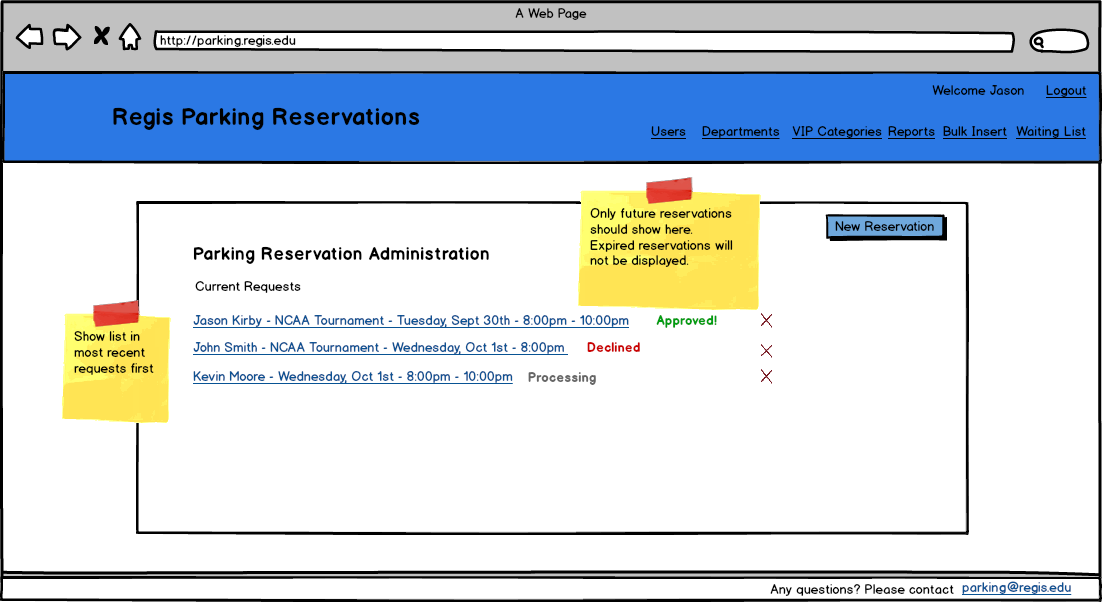 A Web Page
http://parking.regis.edu
Welcome Jason Logout
Regis Parking Reservations
Users Departments VIP Categories Reports Bulk Insert Waiting List
Only future reservations
should show here.
Expired reservations will
not be displayed.
New Reservation
Parking Reservation Administration
Current Requests
Show list in
most recent
requests first
Jason Kirby - NCAA Tournament - Tuesday, Sept 30th - 8:00pm - 10:00pm Approved!
John Smith - NCAA Tournament - Wednesday, Oct 1st - 8:00pm Declined
Kevin Moore - Wednesday, Oct 1st - 8:00pm - 10:00pm Processing
Any questions? Please contact parking@regis.edu